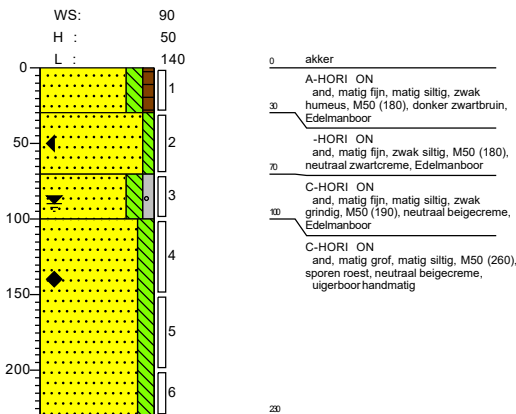 WS: 90
H : 50
L : 140
0
50
100
150
200
1
2
3
4
5
6
0 akker
A-HORI ON
and, matig fijn, matig siltig, zwak
humeus, M50 (180), donker zwartbruin,
Edelmanboor
30
-HORI ON
and, matig fijn, zwak siltig, M50 (180),
neutraal zwartcreme, Edelmanboor
70
C-HORI ON
and, matig fijn, matig siltig, zwak
grindig, M50 (190), neutraal beigecreme,
Edelmanboor
100
C-HORI ON
and, matig grof, matig siltig, M50 (260),
sporen roest, neutraal beigecreme,
uigerboor handmatig
230